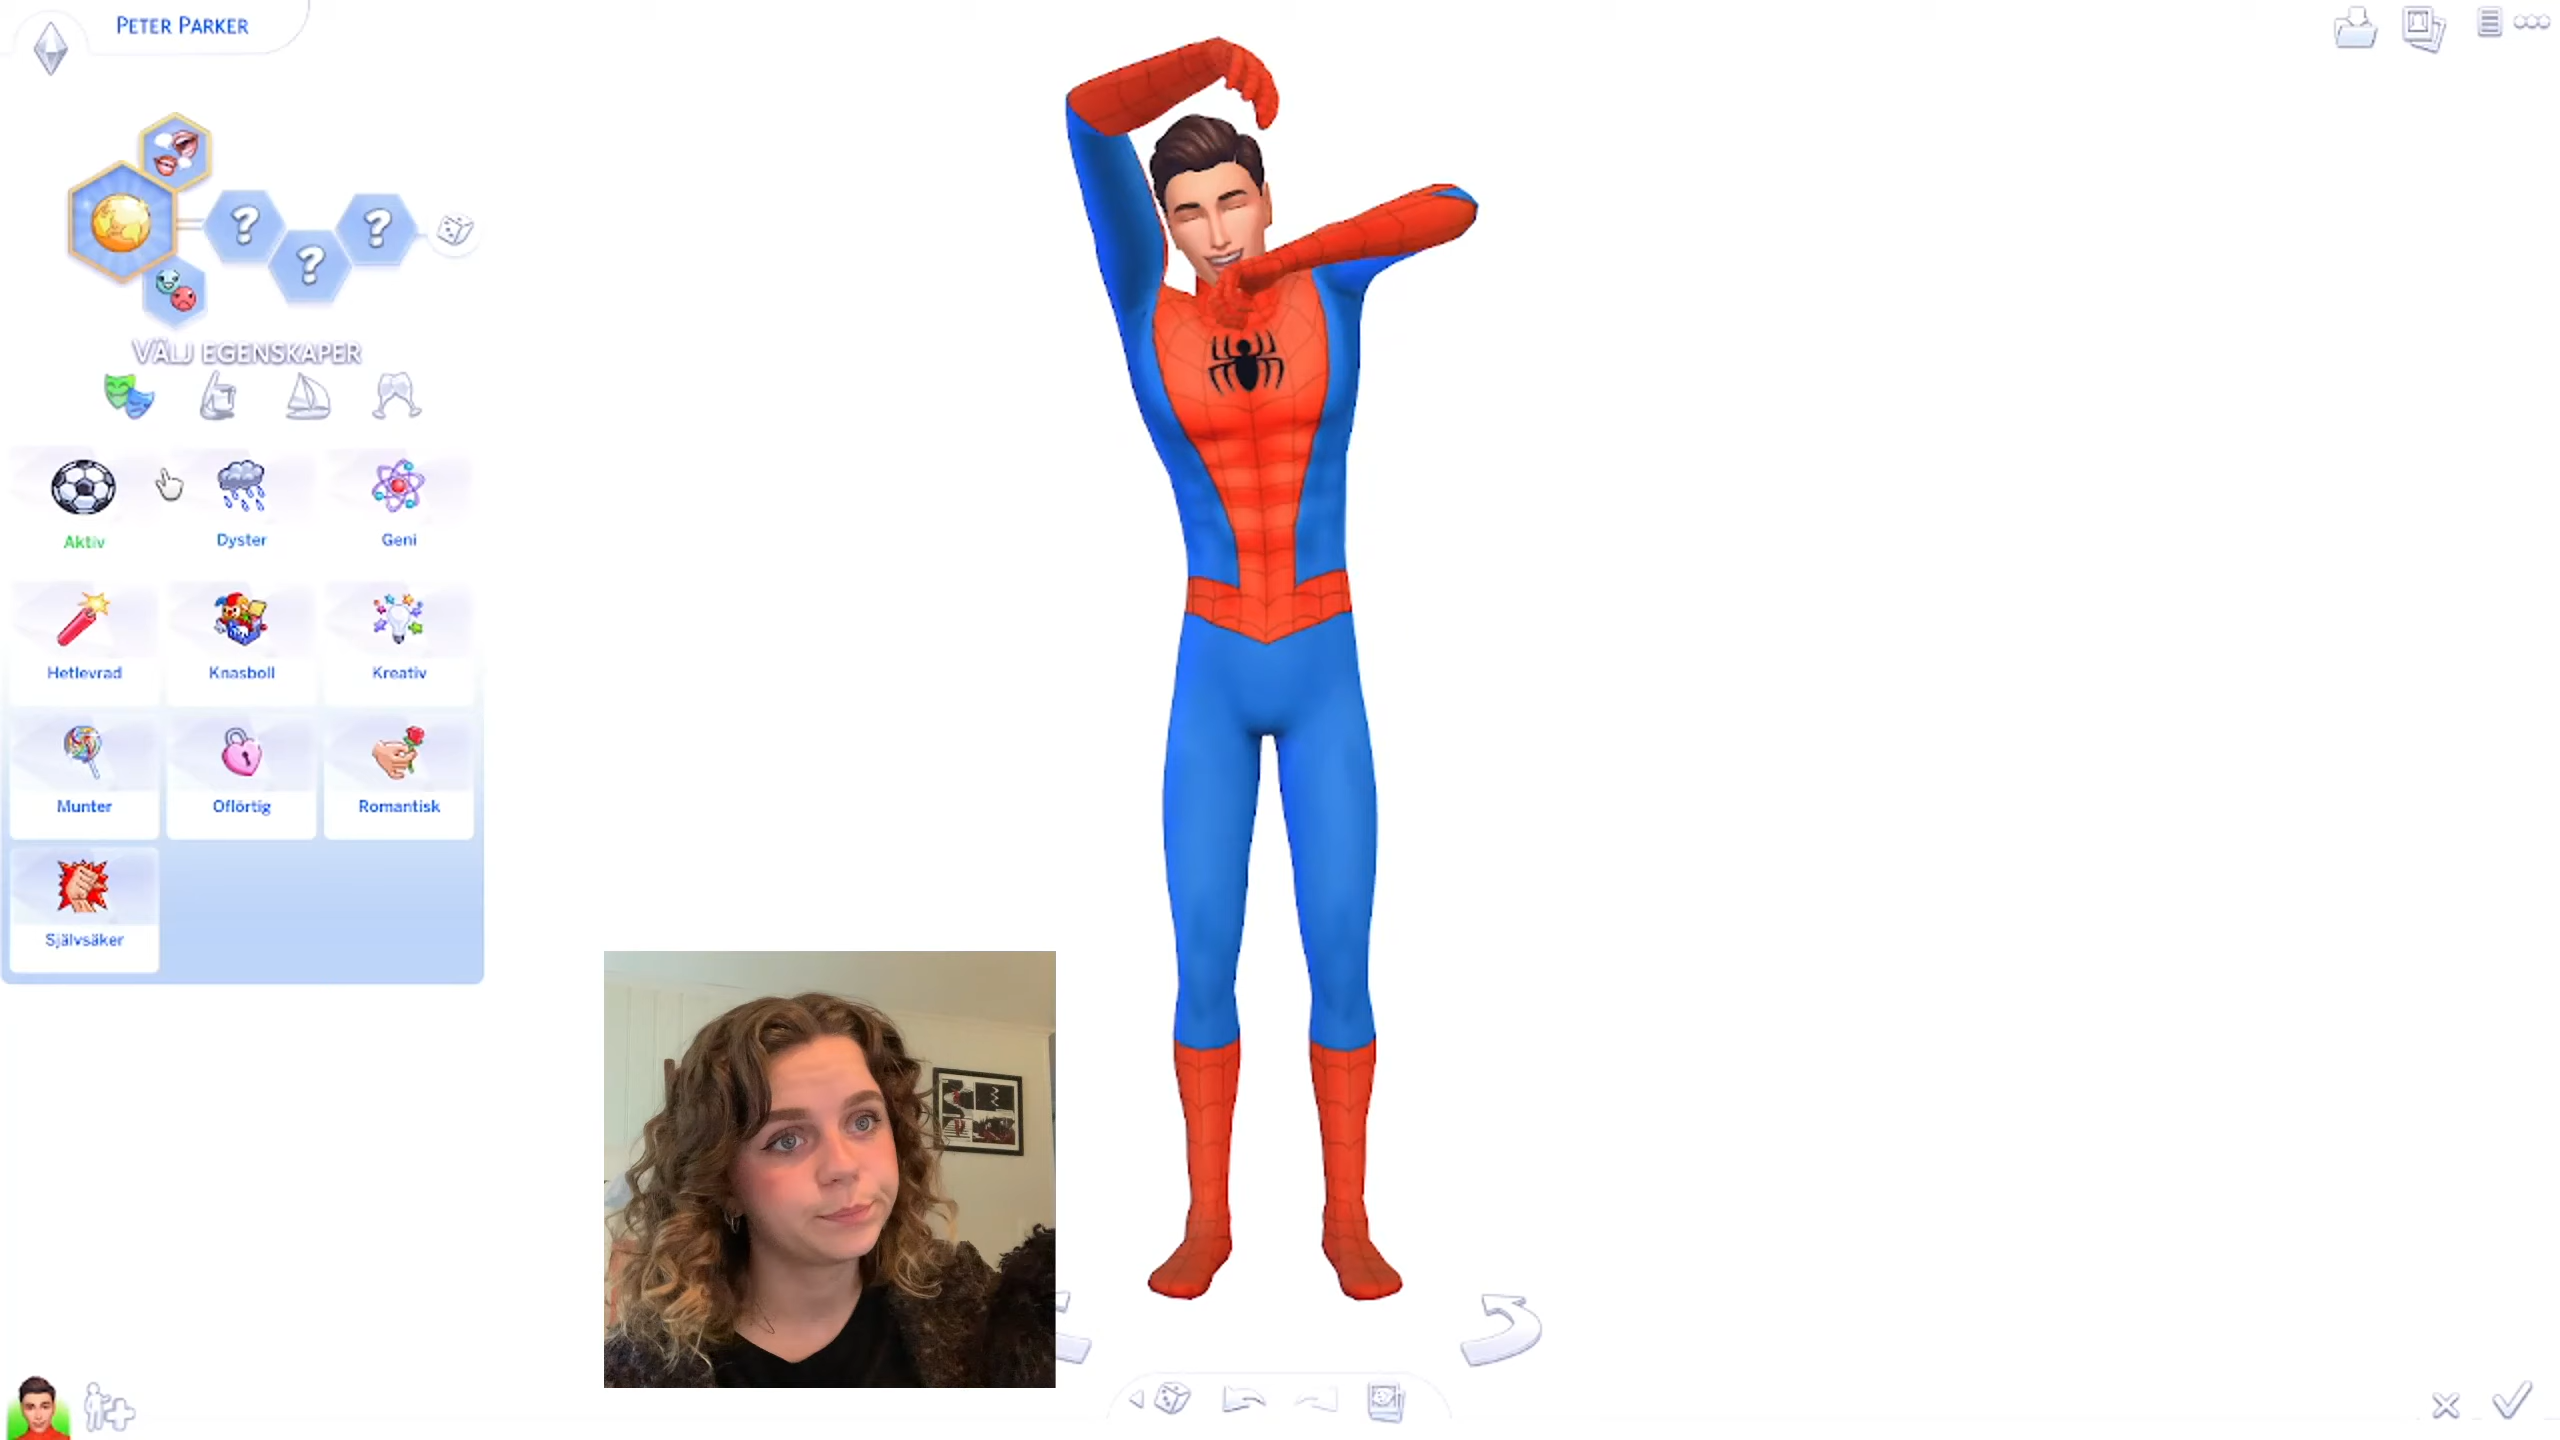 PETER PARKER
VÄLJ EGENSKAPER
Aktiv
Dyster
Geni
Hetlevrad
Knasboll
Kreativ
Munter
Oflörtig
Romantisk
Självsäker